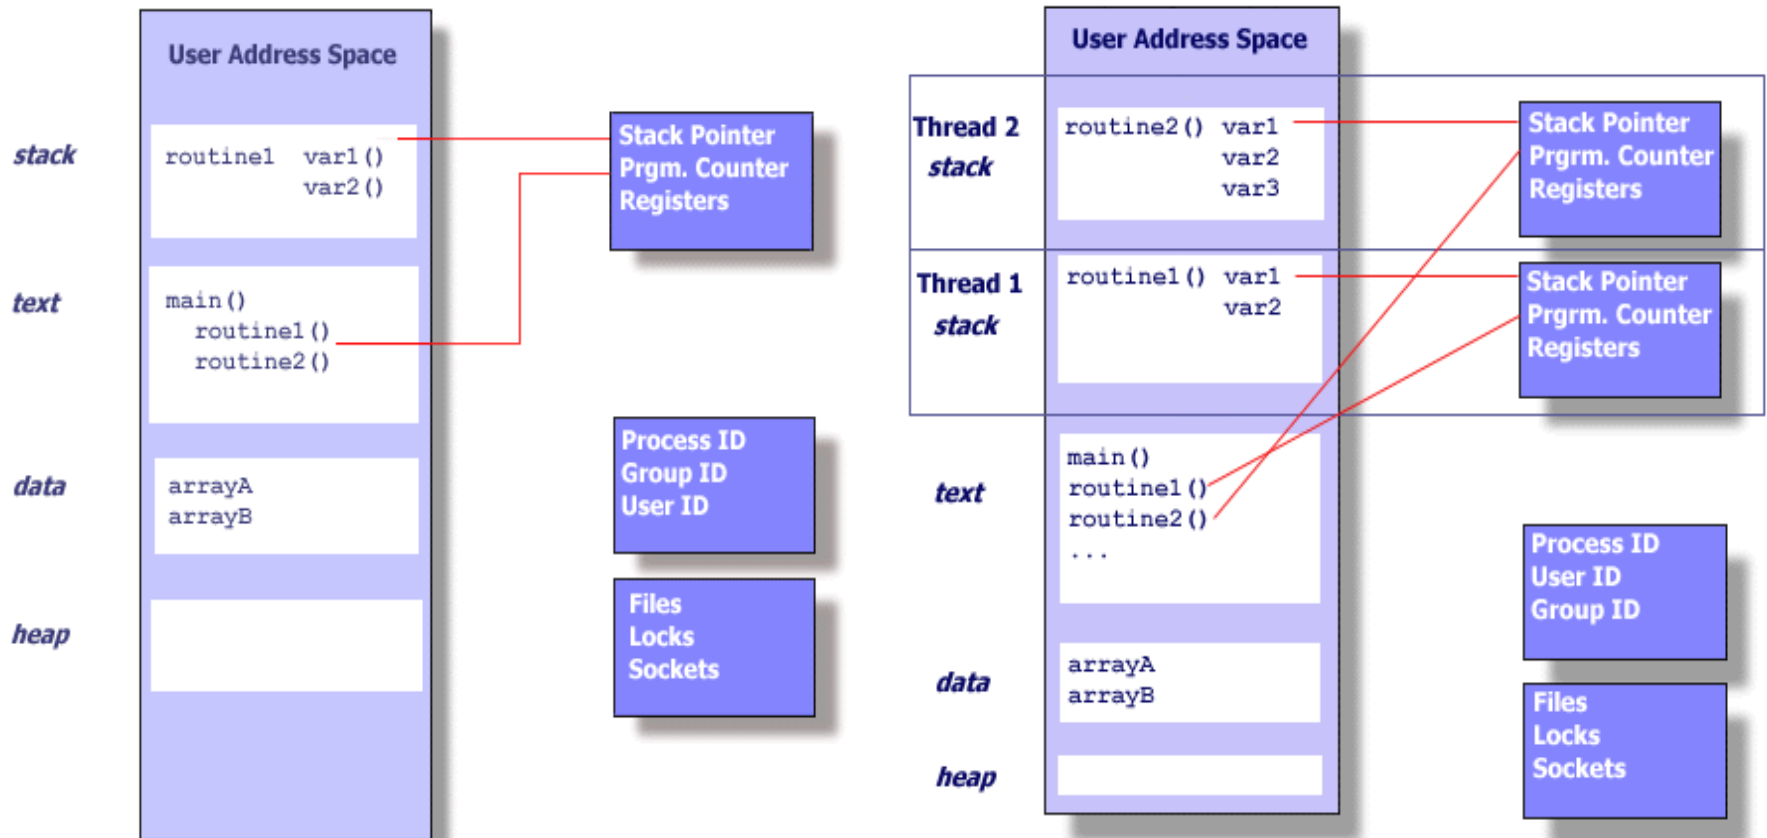 User Address Space
stack
routine1 var1()
var2()
Stack Pointer
Prgm. Counter
Registers
text
main()
routine1()
routine2()
data
arrayA
arrayB
Process ID
Group ID
User ID
heap
Files
Locks
Sockets
User Address Space
Thread 2
stack
routine2() var1
var2
var3
Stack Pointer
Prgrm. Counter
Registers
Thread 1
stack
routine1() var1
var2
Stack Pointer
Prgrm. Counter
Registers
text
main()
routine1()
routine2()
...
Process ID
User ID
Group ID
data
arrayA
arrayB
Files
Locks
Sockets
heap